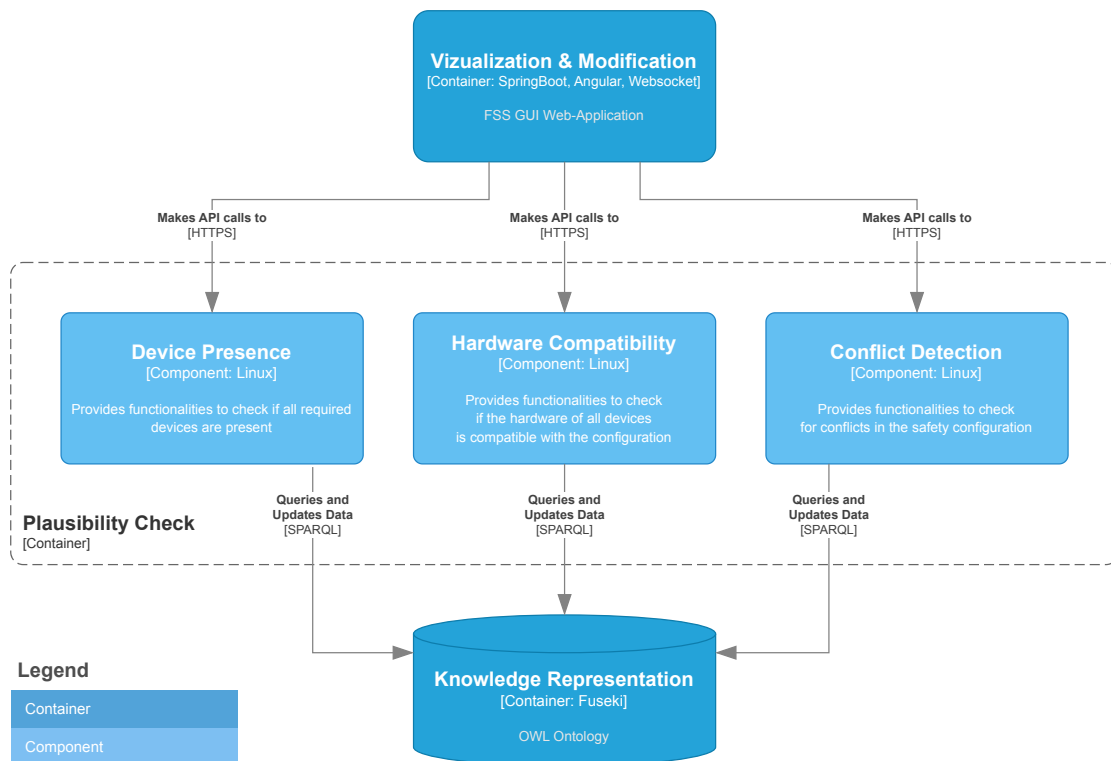 Vizualization & Modification
[Container: SpringBoot, Angular, Websocket]
FSS GUI Web-Application
Makes API calls to
[HTTPS]
Makes API calls to
[HTTPS]
Makes API calls to
[HTTPS]
Device Presence
[Component: Linux]
Provides functionalities to check if all required
devices are present
Hardware Compatibility
[Component: Linux]
Provides functionalities to check
if the hardware of all devices
is compatible with the configuration
Conflict Detection
[Component: Linux]
Provides functionalities to check
for conflicts in the safety configuration
Queries and
Updates Data
[SPARQL]
Queries and
Updates Data
[SPARQL]
Queries and
Updates Data
[SPARQL]
Plausibility Check
[Container]
Knowledge Representation
[Container: Fuseki]
OWL Ontology
Legend
Container
Component